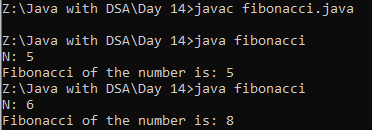 Z:\Java with DSA\Day 14>javac fibonacci.java
Z:\Java with DSA\Day 14>java fibonacci
N: 5
Fibonacci of the number is: 5
Z:\Java with DSA\Day 14>java fibonacci
N: 6
Fibonacci of the number is: 8